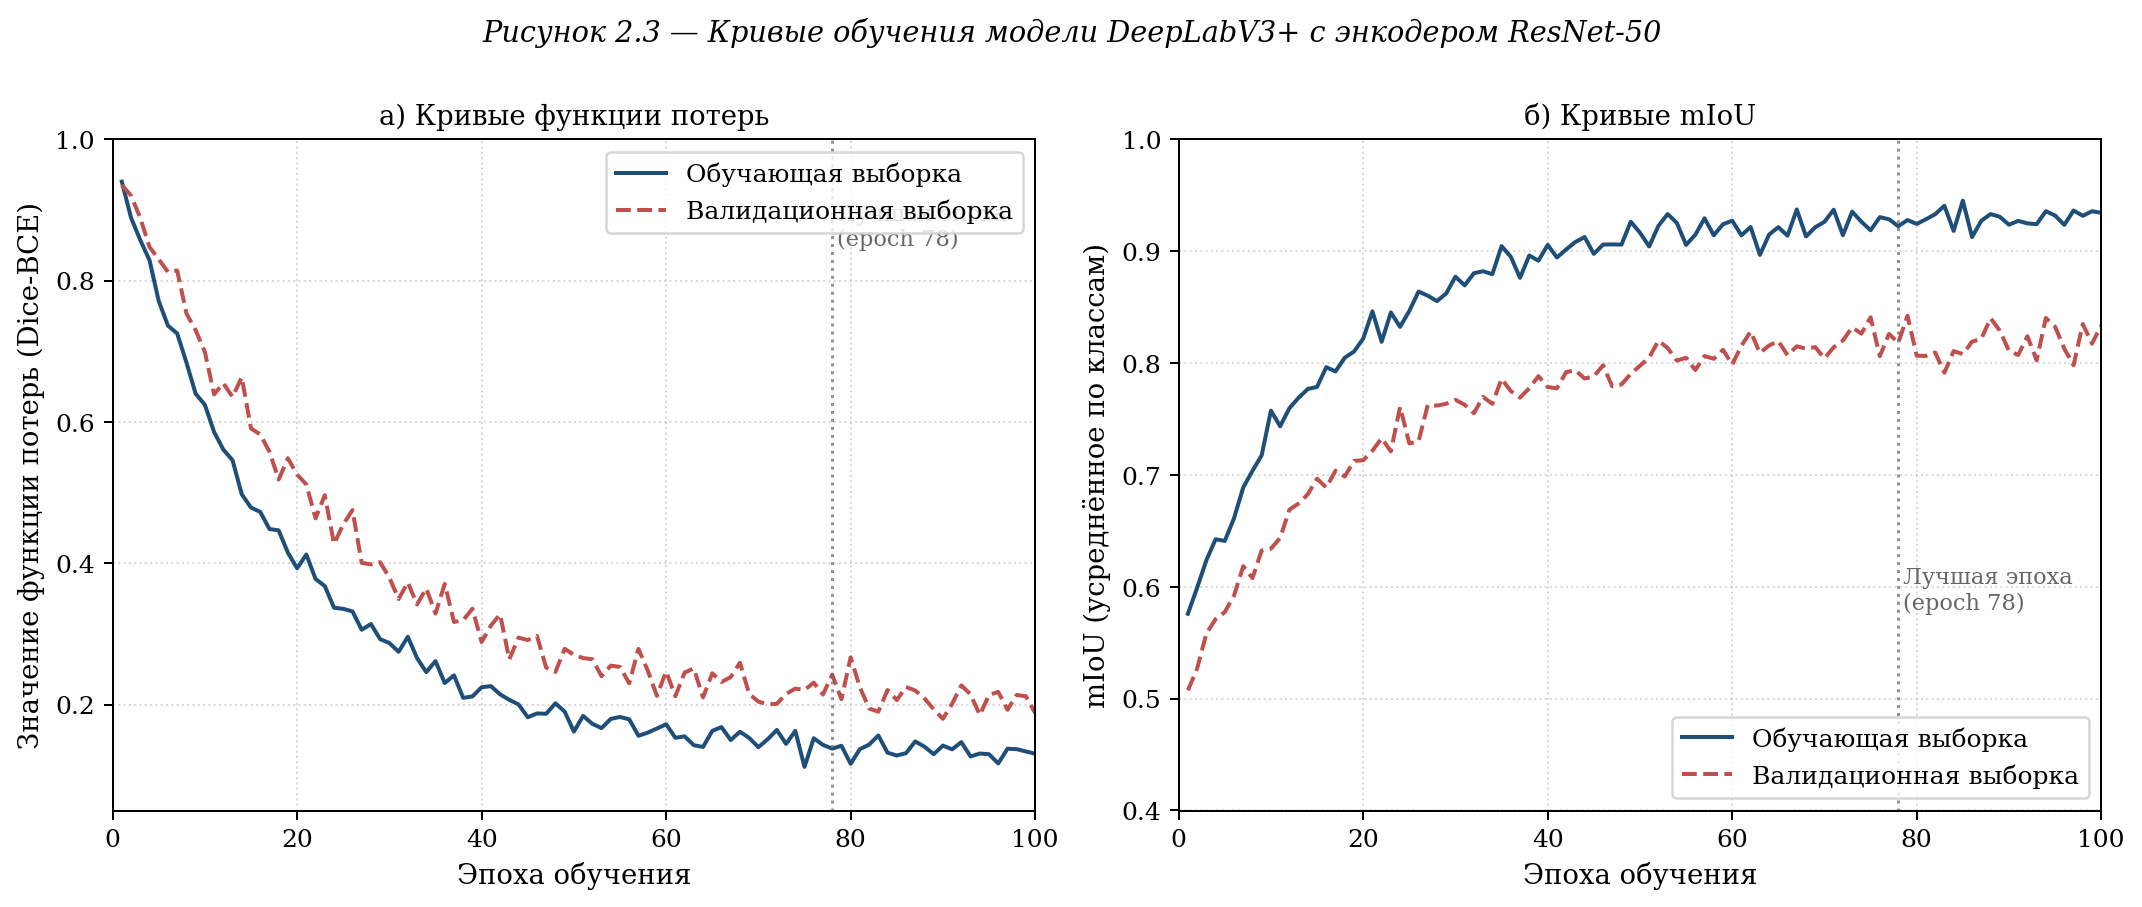 Рисунок 2.3 — Кривые обучения модели DeepLabV3+ с энкодером ResNet-50
а) Кривые функции потерь
Значение функции потерь (Dice-BCE)
1.0
0.8
0.6
0.4
0.2
Обучающая выборка
Валидационная выборка
(epoch 78)
0 20 40 60 80 100
Эпоха обучения
б) Кривые mIoU
mIoU (усреднённое по классам)
1.0
0.9
0.8
0.7
0.6
0.5
0.4
Лучшая эпоха
(epoch 78)
Обучающая выборка
Валидационная выборка
0 20 40 60 80 100
Эпоха обучения